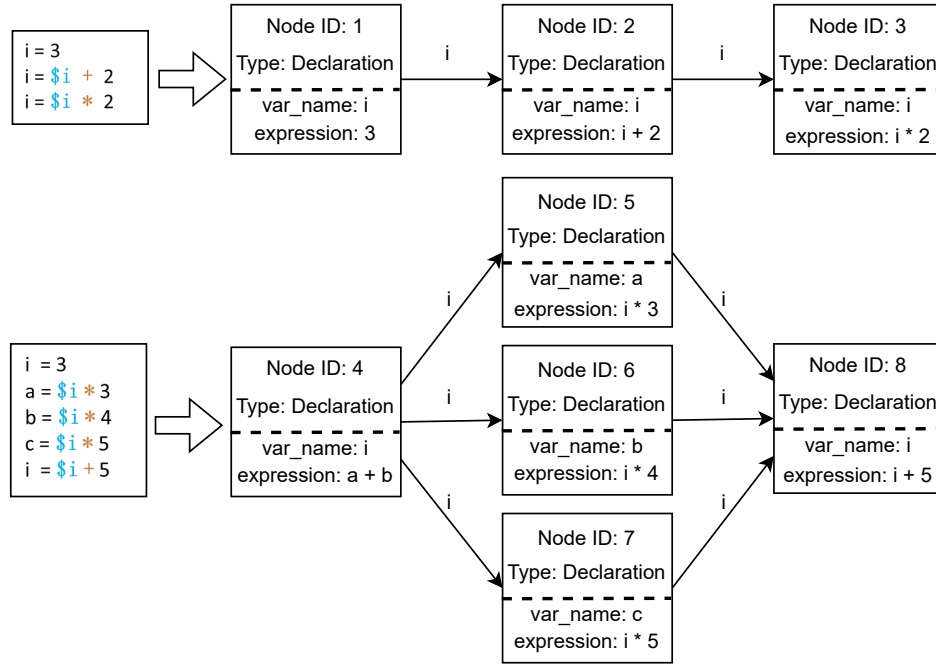 i = 3
i = $i + 2
i = $i * 2
Node ID: 1
Type: Declaration
var_name: i
expression: 3
i
Node ID: 2
Type: Declaration
var_name: i
expression: i + 2
i
Node ID: 3
Type: Declaration
var_name: i
expression: i * 2
i = 3
a = $i * 3
b = $i * 4
c = $i * 5
i = $i + 5
Node ID: 4
Type: Declaration
var_name: i
expression: a + b
i
i
i
Node ID: 5
Type: Declaration
var_name: a
expression: i * 3
Node ID: 6
Type: Declaration
var_name: b
expression: i * 4
Node ID: 7
Type: Declaration
var_name: c
expression: i * 5
i
i
i
Node ID: 8
Type: Declaration
var_name: i
expression: i + 5